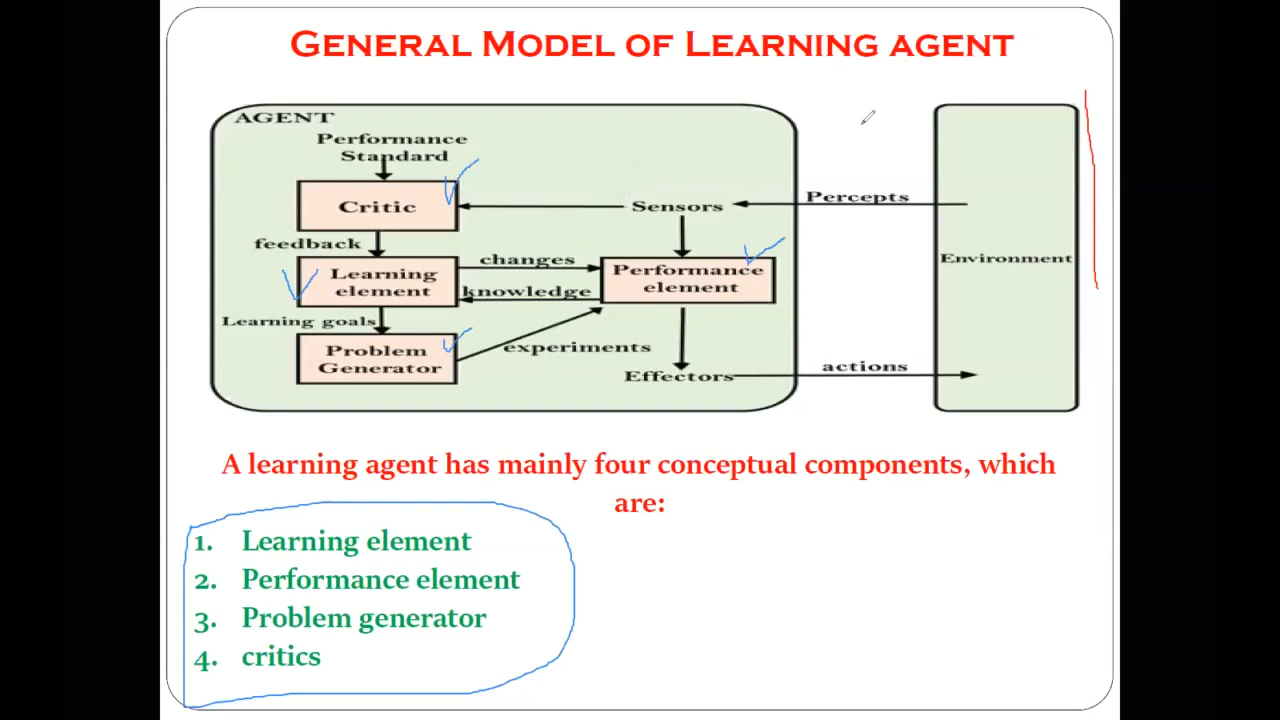 GENERAL MODEL OF LEARNING AGENT
AGENT
Performance
Standard
Critic
Sensors
Percepts
feedback
changes
Learning
element
Performance
element
Environment
knowledge
Learning goals
Problem
Generator
experiments
Effectors
actions
A learning agent has mainly four conceptual components, which
are:
1. Learning element
2. Performance element
3. Problem generator
4. critics